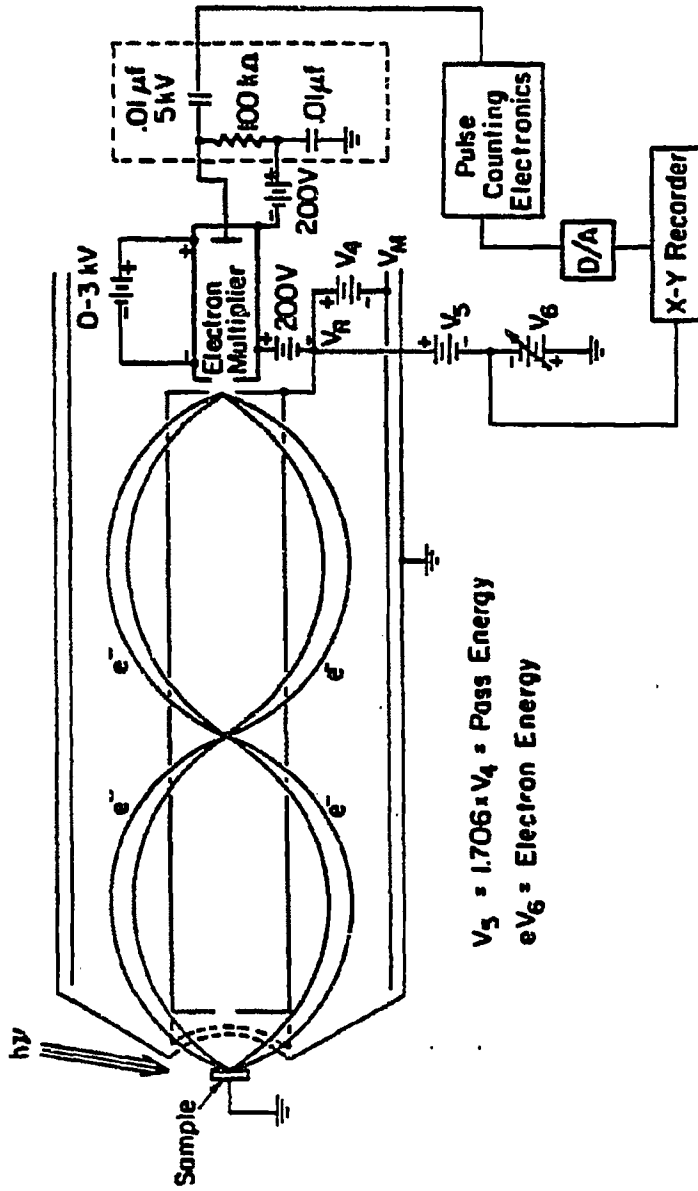 hν
Sample
e⁻
e⁻
e⁻
e⁻
0-3 kV
- +
+
Electron
Multiplier
.01 μf
5kV
100 kΩ
.01μf
- +
200V
+
200V
V_R
+ V_4
-
V_M
+ V_5
-
- V_6
+
Pulse
Counting
Electronics
D/A
X-Y Recorder
V_5 = 1.706×V_4 = Pass Energy
eV_6 = Electron Energy